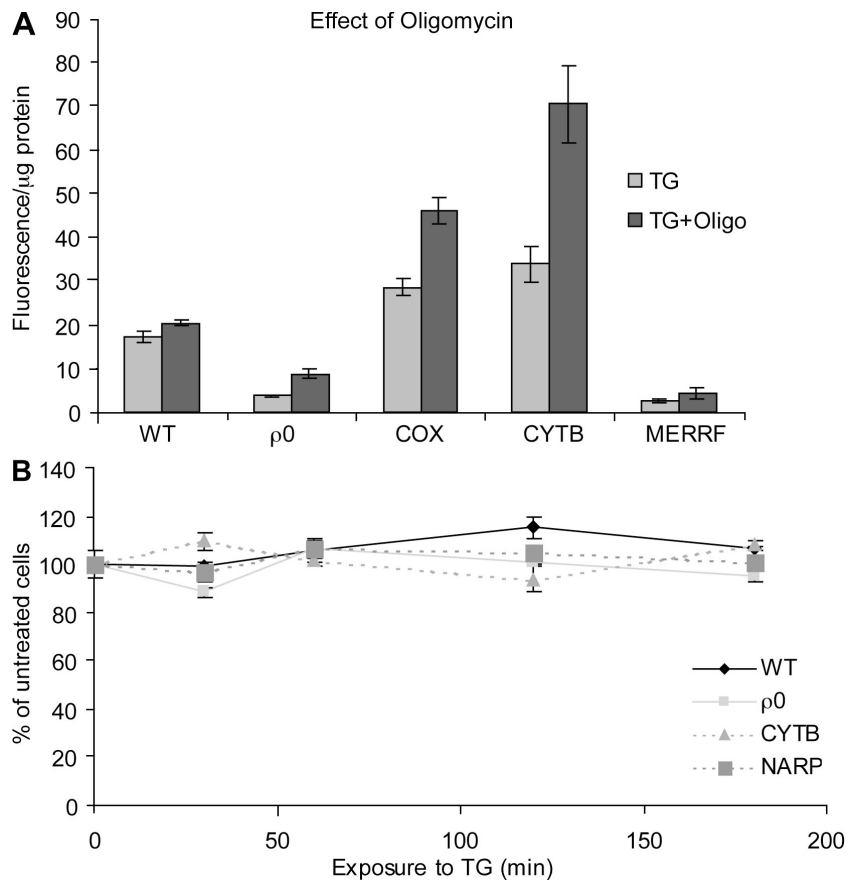 A
Effect of Oligomycin
Fluorescence/μg protein
90
80
70
60
50
40
30
20
10
0
TG
TG+Oligo
WT ρ0 COX CYTB MERRF
B
% of untreated cells
140
120
100
80
60
40
20
0
WT
ρ0
CYTB
NARP
0 50 100 150 200
Exposure to TG (min)